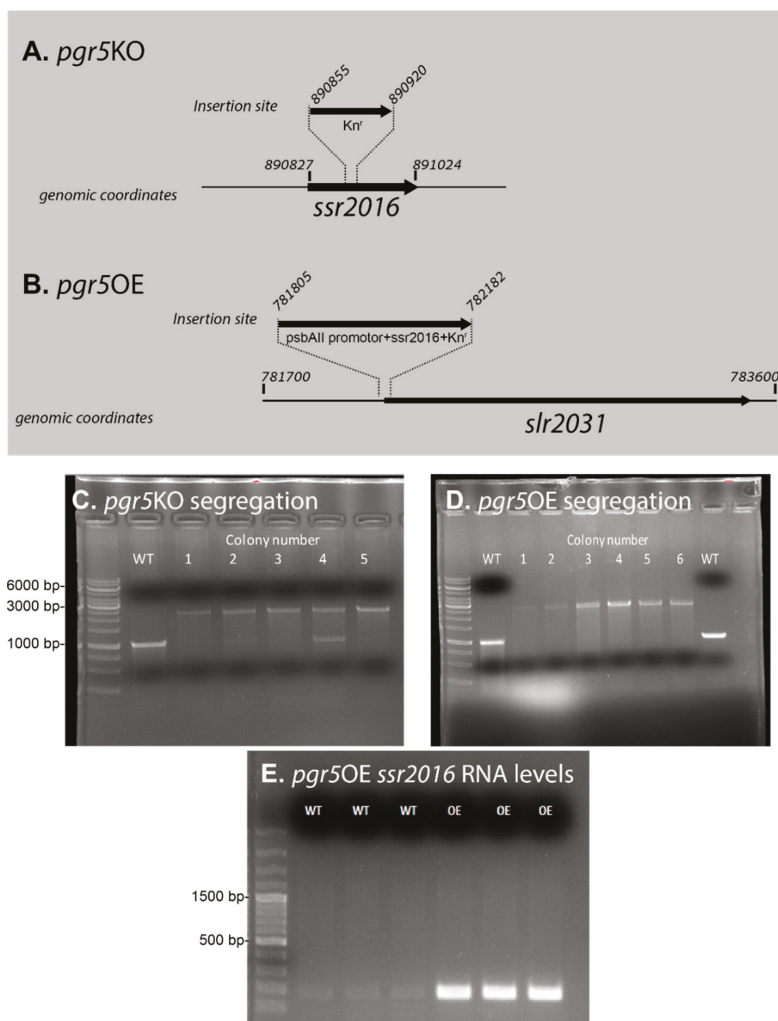 A. pgr5KO
890855
890920
Insertion site
Knʳ
890827
891024
genomic coordinates
ssr2016
B. pgr5OE
781805
782182
Insertion site
psbAII promotor+ssr2016+Knʳ
781700
783600
genomic coordinates
slr2031
C. pgr5KO segregation
Colony number
WT 1 2 3 4 5
6000 bp-
3000 bp-
1000 bp-
D. pgr5OE segregation
Colony number
WT 1 2 3 4 5 6 WT
E. pgr5OE ssr2016 RNA levels
WT WT WT OE OE OE
1500 bp-
500 bp-